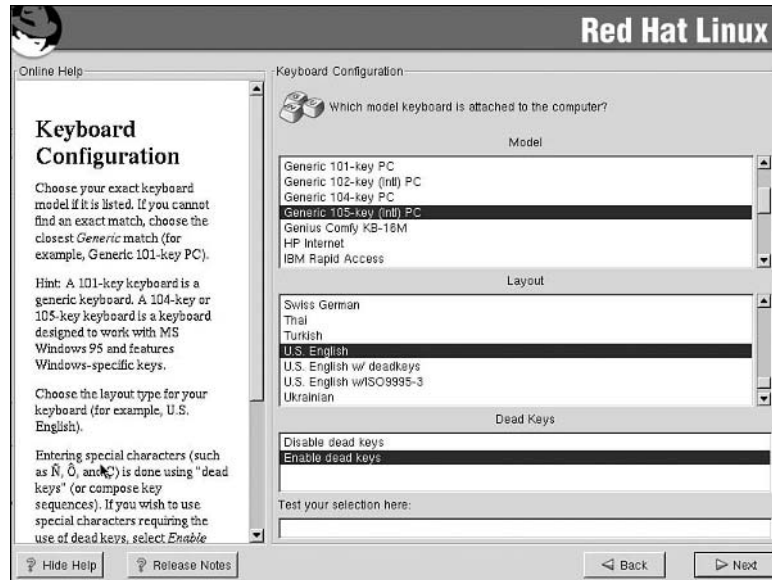 Red Hat Linux
Online Help
Keyboard
Configuration
Choose your exact keyboard
model if it is listed. If you cannot
find an exact match, choose the
closest Generic match (for
example, Generic 101-key PC).
Hint: A 101-key keyboard is a
generic keyboard. A 104-key or
105-key keyboard is a keyboard
designed to work with MS
Windows 95 and features
Windows-specific keys.
Choose the layout type for your
keyboard (for example, U.S.
English).
Entering special characters (such
as Ñ, Ô, and Ç) is done using "dead
keys" (or compose key
sequences). If you wish to use
special characters requiring the
use of dead keys, select Enable
Keyboard Configuration
Which model keyboard is attached to the computer?
Model
Generic 101-key PC
Generic 102-key (Intl) PC
Generic 104-key PC
Generic 105-key (Intl) PC
Genius Comfy KB-16M
HP Internet
IBM Rapid Access
Layout
Swiss German
Thai
Turkish
U.S. English
U.S. English w/ deadkeys
U.S. English w/ISO9995-3
Ukrainian
Dead Keys
Disable dead keys
Enable dead keys
Test your selection here:
Hide Help
Release Notes
Back
Next